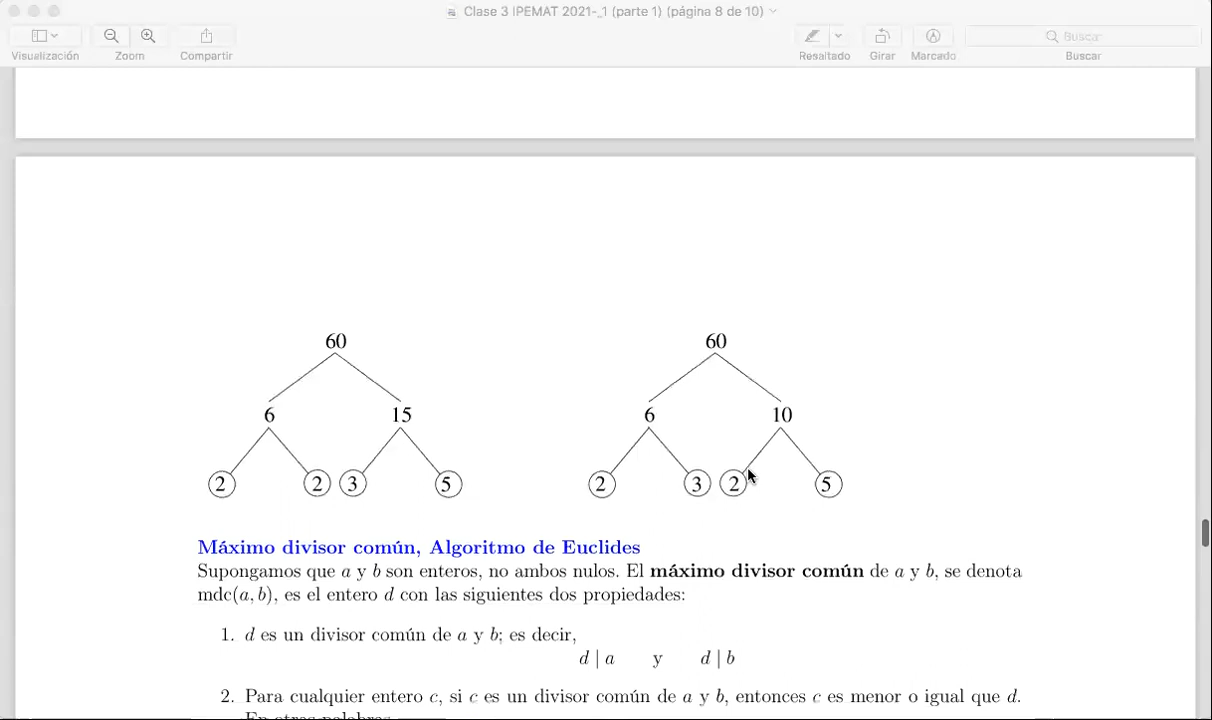 Clase 3 IPEMAT 2021-_1 (parte 1) (página 8 de 10)
Visualización
Zoom
Compartir
Resaltado
Girar
Marcado
Buscar
Buscar
60
60
6
15
6
10
2
2
3
5
2
3
2
5
Máximo divisor común, Algoritmo de Euclides
Supongamos que a y b son enteros, no ambos nulos. El máximo divisor común de a y b, se denota
mdc(a, b), es el entero d con las siguientes dos propiedades:
1. d es un divisor común de a y b; es decir,
d | a y d | b
2. Para cualquier entero c, si c es un divisor común de a y b, entonces c es menor o igual que d.
En otras palabras